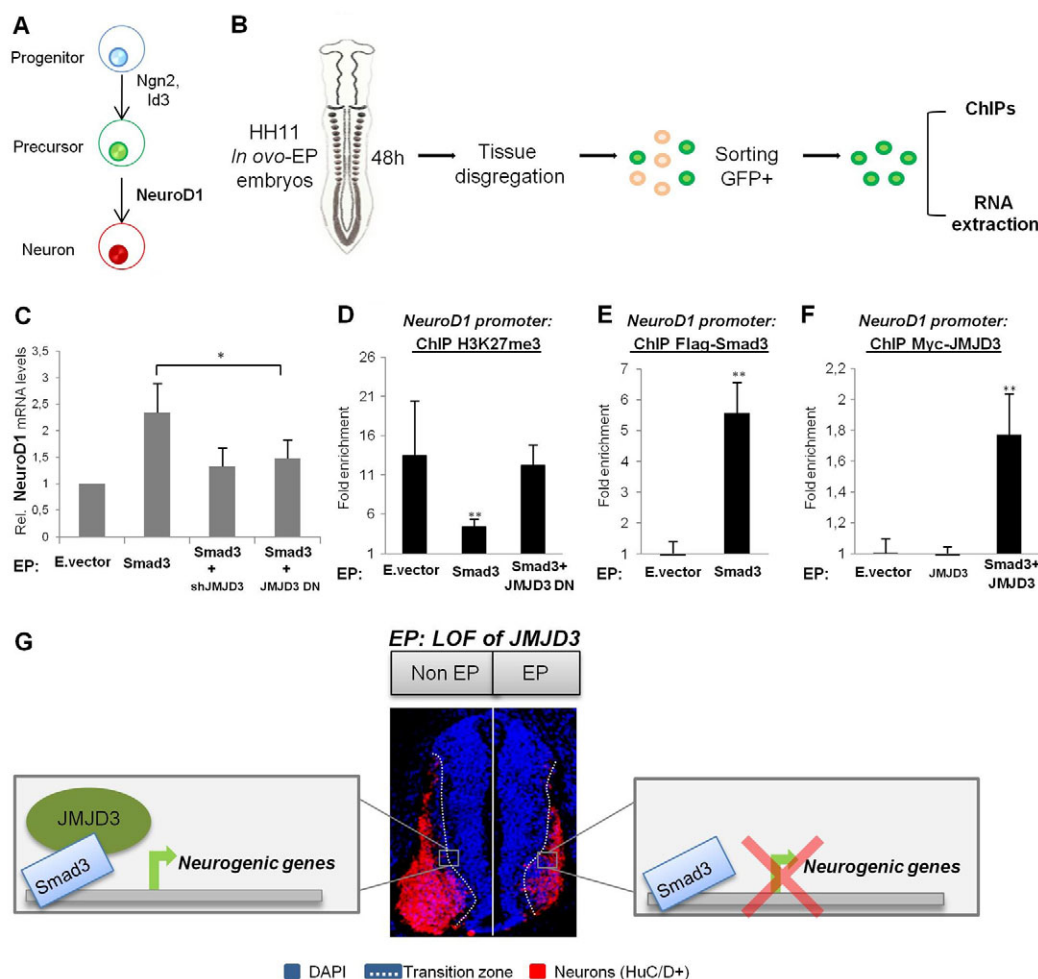 A
Progenitor
Ngn2,
Id3
Precursor
NeuroD1
Neuron
B
HH11
In ovo-EP
embryos
48h
Tissue
disgregation
Sorting
GFP+
ChIPs
RNA
extraction
C
Rel. NeuroD1 mRNA levels
3,5
3
2,5
2
1,5
1
0,5
0
*
EP:
E.vector
Smad3
Smad3
+
shJMJD3
Smad3
+
JMJD3 DN
D
NeuroD1 promoter:
ChIP H3K27me3
Fold enrichment
26
21
16
11
6
1
**
EP:
E.vector
Smad3
Smad3+
JMJD3 DN
E
NeuroD1 promoter:
ChIP Flag-Smad3
Fold enrichment
7
6
5
4
3
2
1
**
EP:
E.vector
Smad3
F
NeuroD1 promoter:
ChIP Myc-JMJD3
Fold enrichment
2,2
2
1,8
1,6
1,4
1,2
1
**
EP:
E.vector
JMJD3
Smad3+
JMJD3
G
EP: LOF of JMJD3
Non EP
EP
JMJD3
Smad3
Neurogenic genes
Smad3
Neurogenic genes
DAPI
Transition zone
Neurons (HuC/D+)